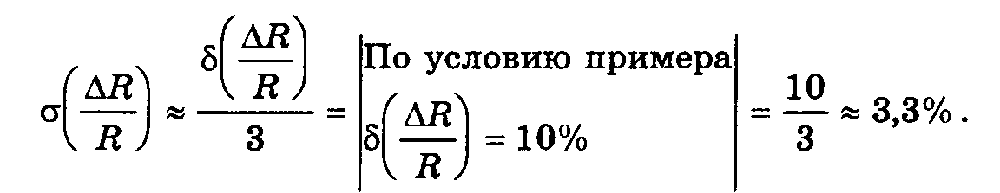 σ(ΔR/R) ≈ δ(ΔR/R)/3 = |По условию примера
δ(ΔR/R) = 10%| = 10/3 ≈ 3,3% .